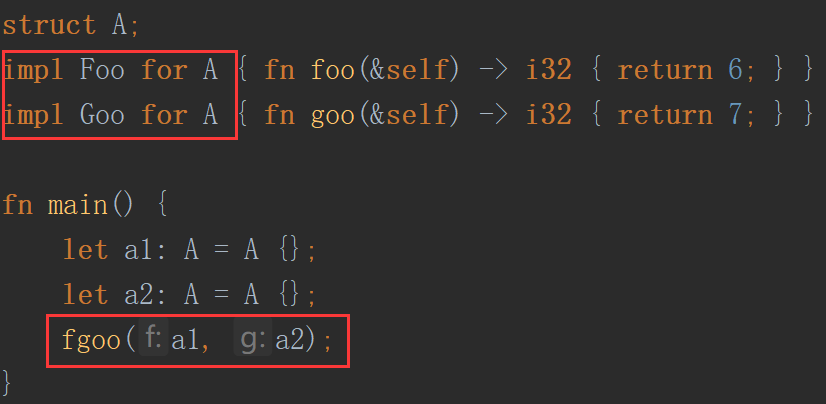 struct A;
impl Foo for A { fn foo(&self) -> i32 { return 6; } }
impl Goo for A { fn goo(&self) -> i32 { return 7; } }
fn main() {
let a1: A = A {};
let a2: A = A {};
fgoo(f: a1, g: a2);
}